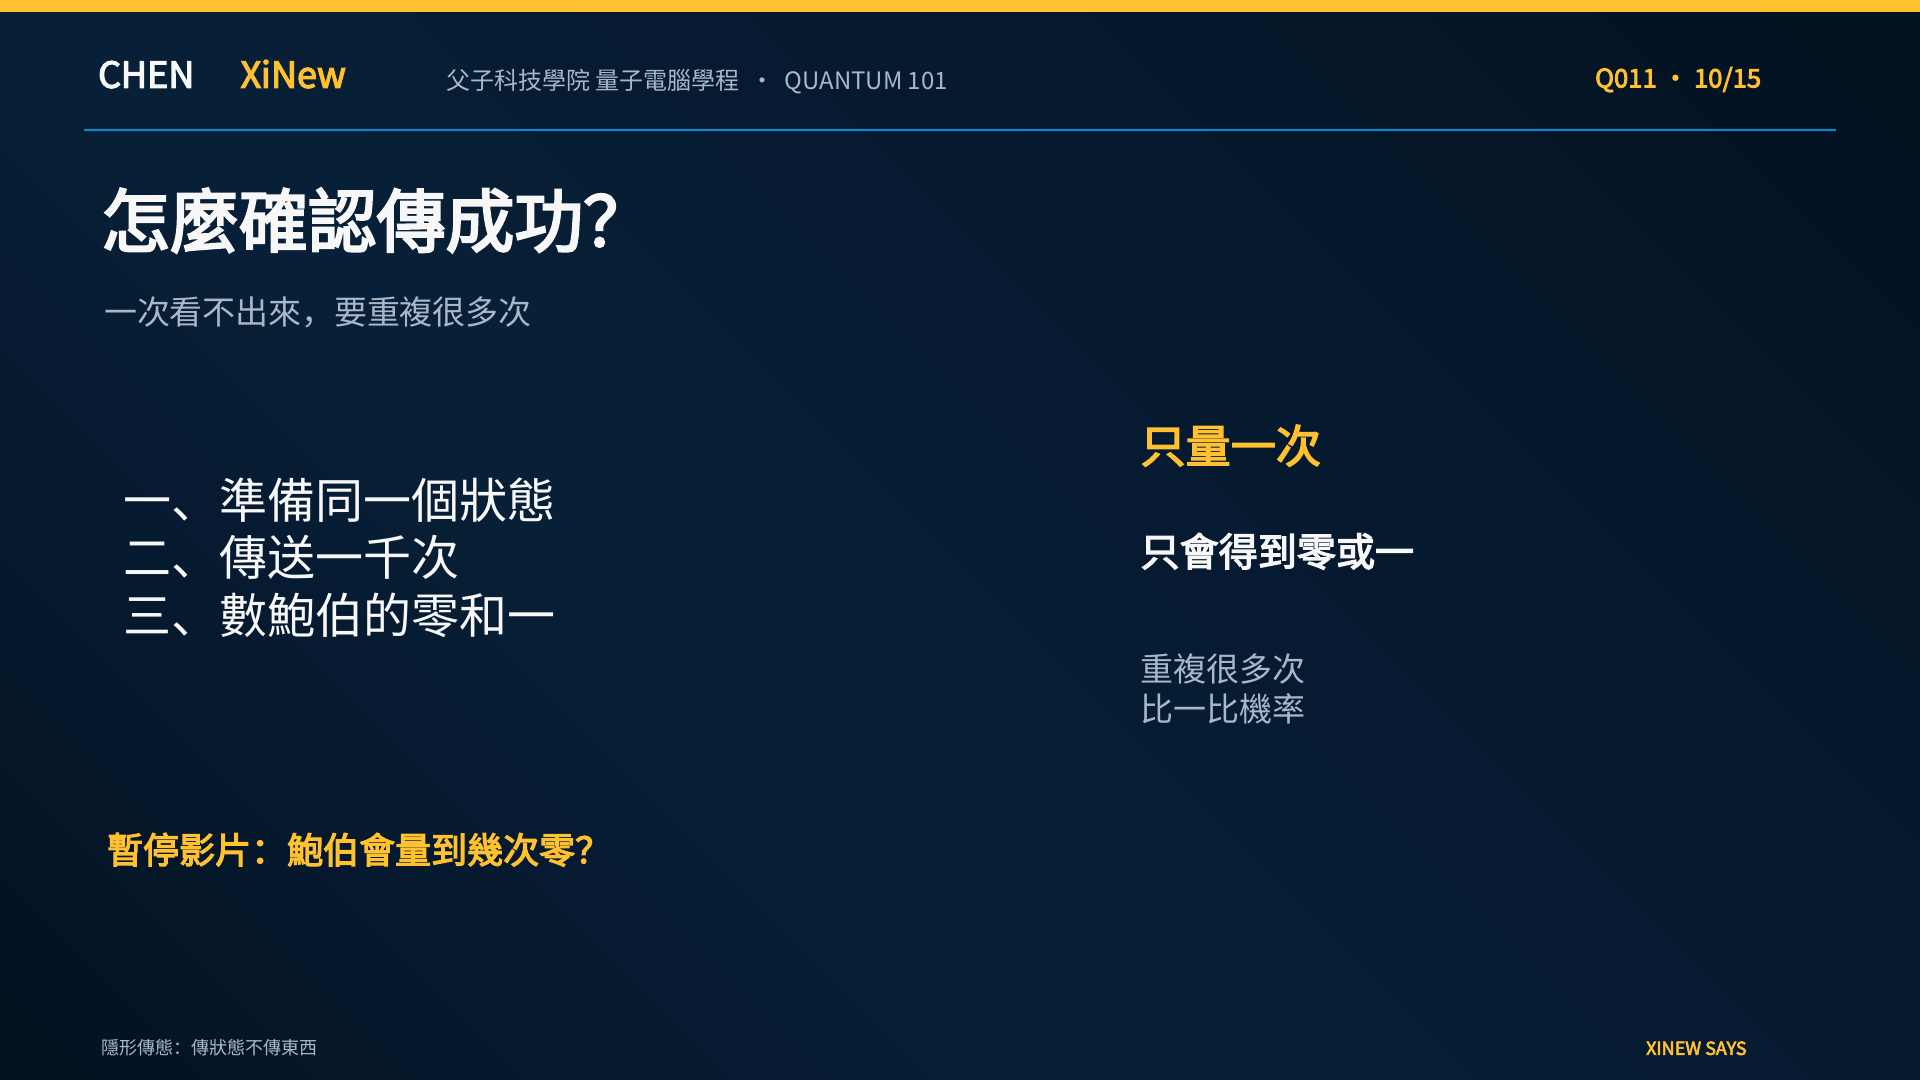 CHEN XiNew 父子科技學院 量子電腦學程 · QUANTUM 101 Q011 · 10/15
怎麼確認傳成功？
一次看不出來，要重複很多次
一、準備同一個狀態
二、傳送一千次
三、數鮑伯的零和一
只量一次
只會得到零或一
重複很多次
比一比機率
暫停影片：鮑伯會量到幾次零？
隱形傳態：傳狀態不傳東西 XINEW SAYS